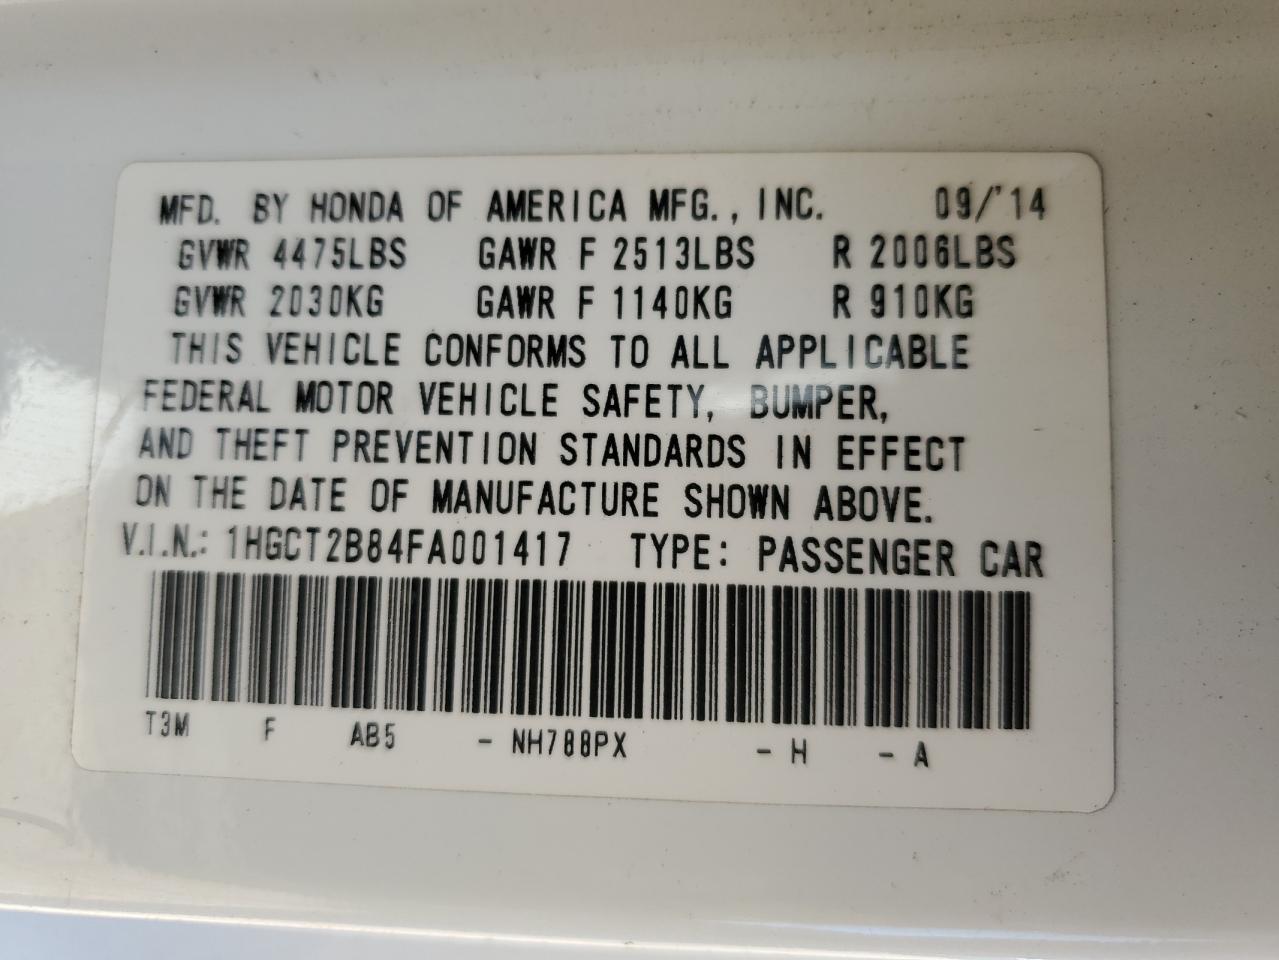 MFD. BY HONDA OF AMERICA MFG., INC. 09/'14
GVWR 4475LBS GAWR F 2513LBS R 2006LBS
GVWR 2030KG GAWR F 1140KG R 910KG
THIS VEHICLE CONFORMS TO ALL APPLICABLE
FEDERAL MOTOR VEHICLE SAFETY, BUMPER,
AND THEFT PREVENTION STANDARDS IN EFFECT
ON THE DATE OF MANUFACTURE SHOWN ABOVE.
V.I.N.: 1HGCT2B84FA001417 TYPE: PASSENGER CAR
T3M F AB5 - NH788PX - H - A